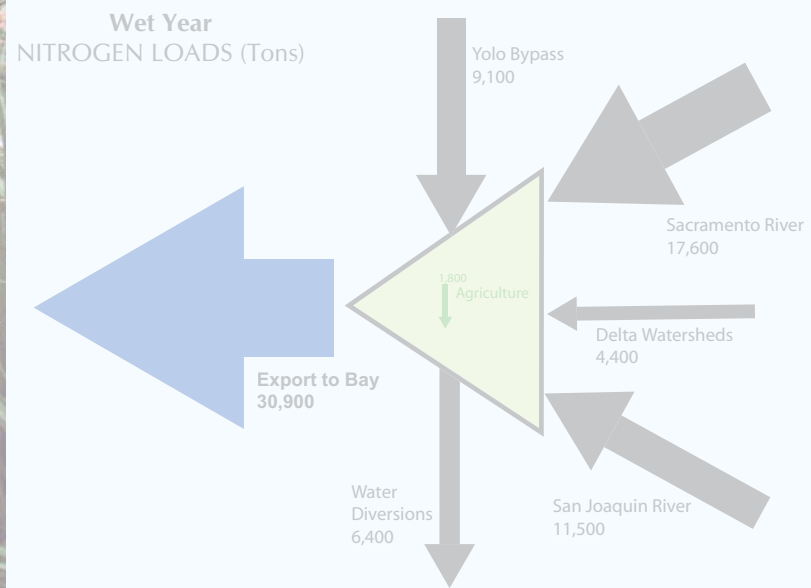 Wet Year
NITROGEN LOADS (Tons)
Yolo Bypass
9,100
Sacramento River
17,600
1,800
Agriculture
Delta Watersheds
4,400
Export to Bay
30,900
Water
Diversions
6,400
San Joaquin River
11,500